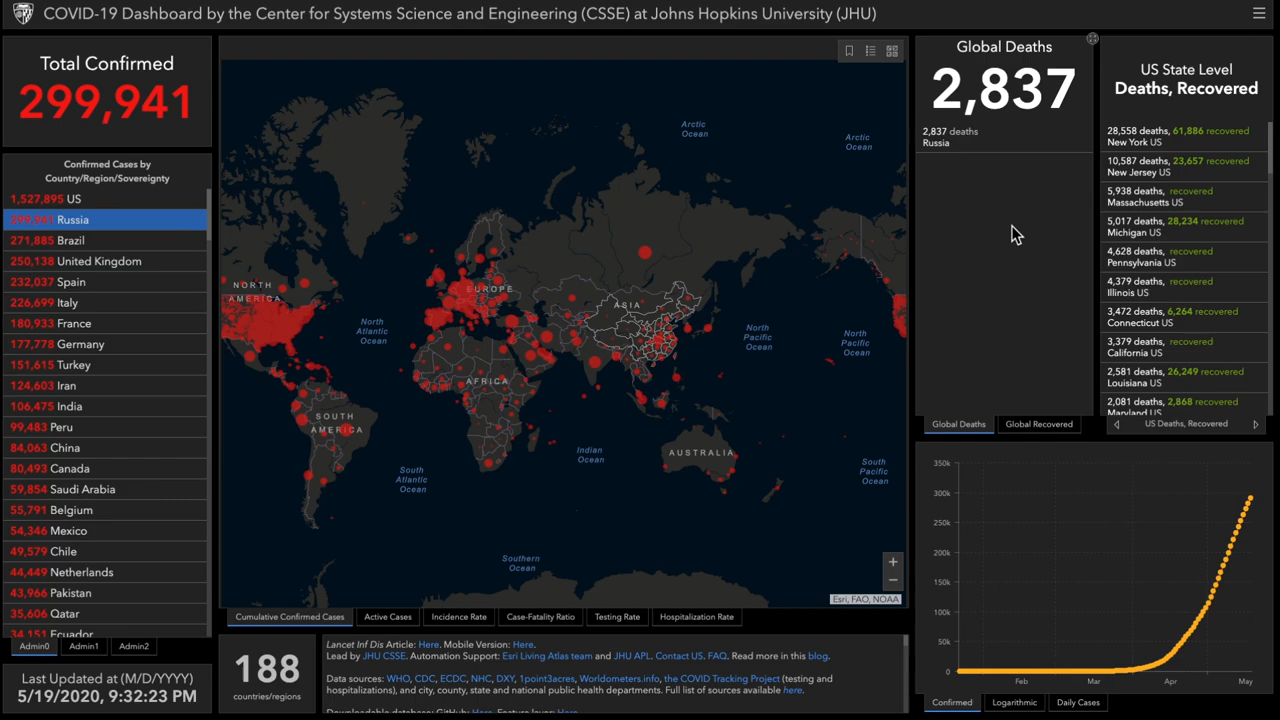 COVID-19 Dashboard by the Center for Systems Science and Engineering (CSSE) at Johns Hopkins University (JHU)
Total Confirmed
299,941
Confirmed Cases by
Country/Region/Sovereignty
1,527,895 US
299,941 Russia
271,885 Brazil
250,138 United Kingdom
232,037 Spain
226,699 Italy
180,933 France
177,778 Germany
151,615 Turkey
124,603 Iran
106,475 India
99,483 Peru
84,063 China
80,493 Canada
59,854 Saudi Arabia
55,791 Belgium
54,346 Mexico
49,579 Chile
44,449 Netherlands
43,966 Pakistan
35,606 Qatar
34,151 Ecuador
Admin0
Admin1
Admin2
Last Updated at (M/D/YYYY)
5/19/2020, 9:32:23 PM
Arctic
Ocean
Arctic
Ocean
NORTH
AMERICA
EUROPE
ASIA
North
Atlantic
Ocean
North
Pacific
Ocean
North
Pacific
Ocean
AFRICA
SOUTH
AMERICA
Indian
Ocean
AUSTRALIA
South
Atlantic
Ocean
South
Pacific
Ocean
Southern
Ocean
+
−
Esri, FAO, NOAA
Cumulative Confirmed Cases
Active Cases
Incidence Rate
Case-Fatality Ratio
Testing Rate
Hospitalization Rate
188
countries/regions
Lancet Inf Dis Article: Here. Mobile Version: Here.
Lead by JHU CSSE. Automation Support: Esri Living Atlas team and JHU APL. Contact US. FAQ. Read more in this blog.
Data sources: WHO, CDC, ECDC, NHC, DXY, 1point3acres, Worldometers.info, the COVID Tracking Project (testing and
hospitalizations), and city, county, state and national public health departments. Full list of sources available here.
Downloadable database: GitHub: Here. Feature layer: Here.
Global Deaths
2,837
2,837 deaths
Russia
Global Deaths
Global Recovered
US State Level
Deaths, Recovered
28,558 deaths, 61,886 recovered
New York US
10,587 deaths, 23,657 recovered
New Jersey US
5,938 deaths, recovered
Massachusetts US
5,017 deaths, 28,234 recovered
Michigan US
4,628 deaths, recovered
Pennsylvania US
4,379 deaths, recovered
Illinois US
3,472 deaths, 6,264 recovered
Connecticut US
3,379 deaths, recovered
California US
2,581 deaths, 26,249 recovered
Louisiana US
2,081 deaths, 2,868 recovered
Maryland US
US Deaths, Recovered
350k
300k
250k
200k
150k
100k
50k
0
Feb
Mar
Apr
May
Confirmed
Logarithmic
Daily Cases